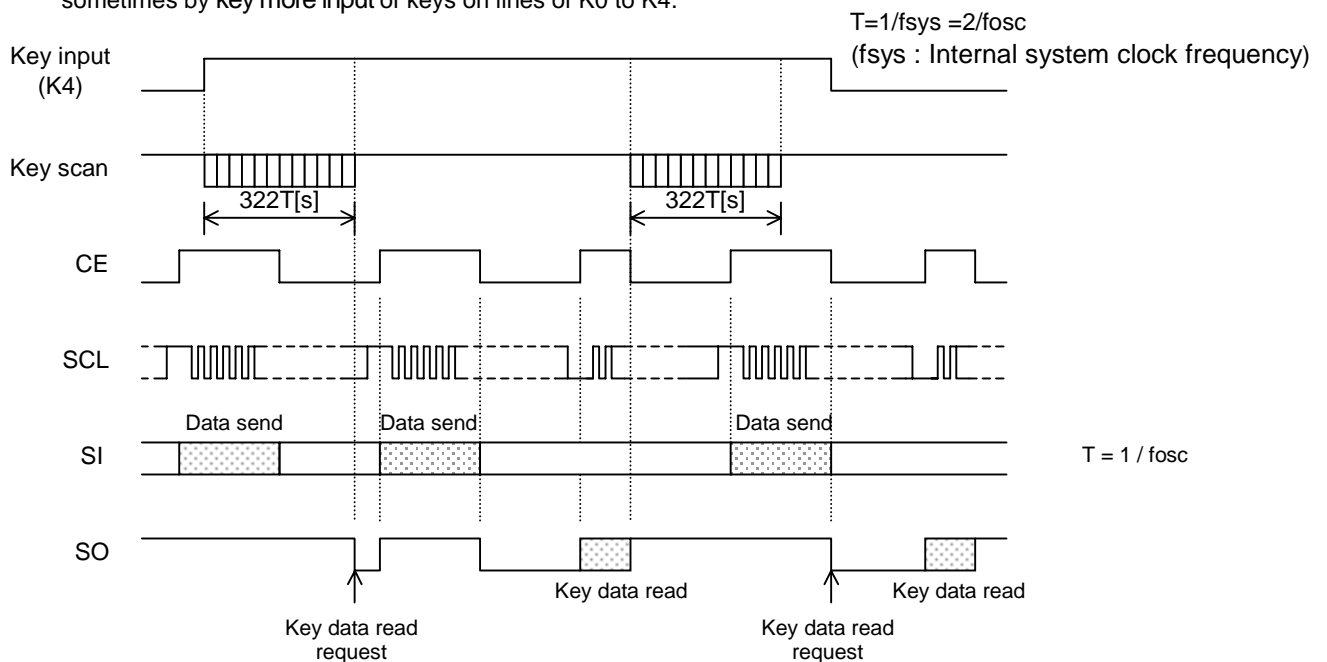 sometimes by key more input of keys on lines of K0 to K4.
T=1/fsys =2/fosc
(fsys : Internal system clock frequency)
Key input
(K4)
Key scan
322T[s]
322T[s]
CE
SCL
Data send
Data send
Data send
SI
T = 1 / fosc
SO
Key data read
Key data read
Key data read
request
Key data read
request